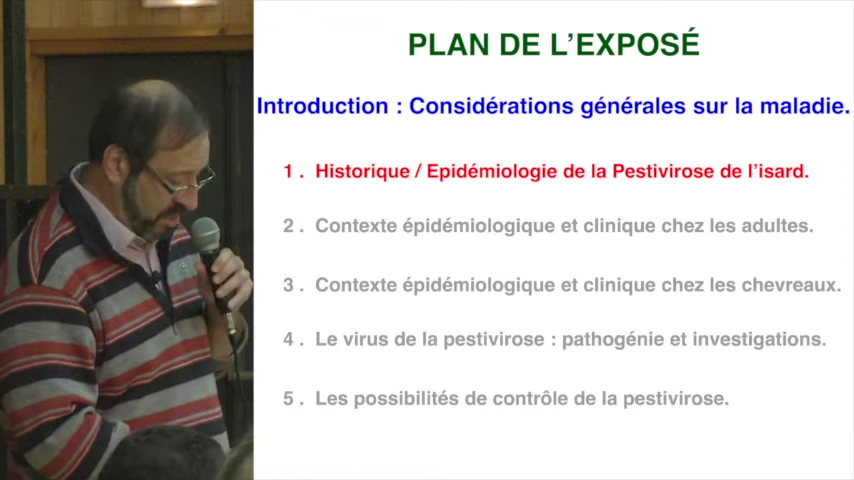 PLAN DE L'EXPOSÉ
Introduction : Considérations générales sur la maladie.
1 . Historique / Epidémiologie de la Pestivirose de l'isard.
2 . Contexte épidémiologique et clinique chez les adultes.
3 . Contexte épidémiologique et clinique chez les chevreaux.
4 . Le virus de la pestivirose : pathogénie et investigations.
5 . Les possibilités de contrôle de la pestivirose.